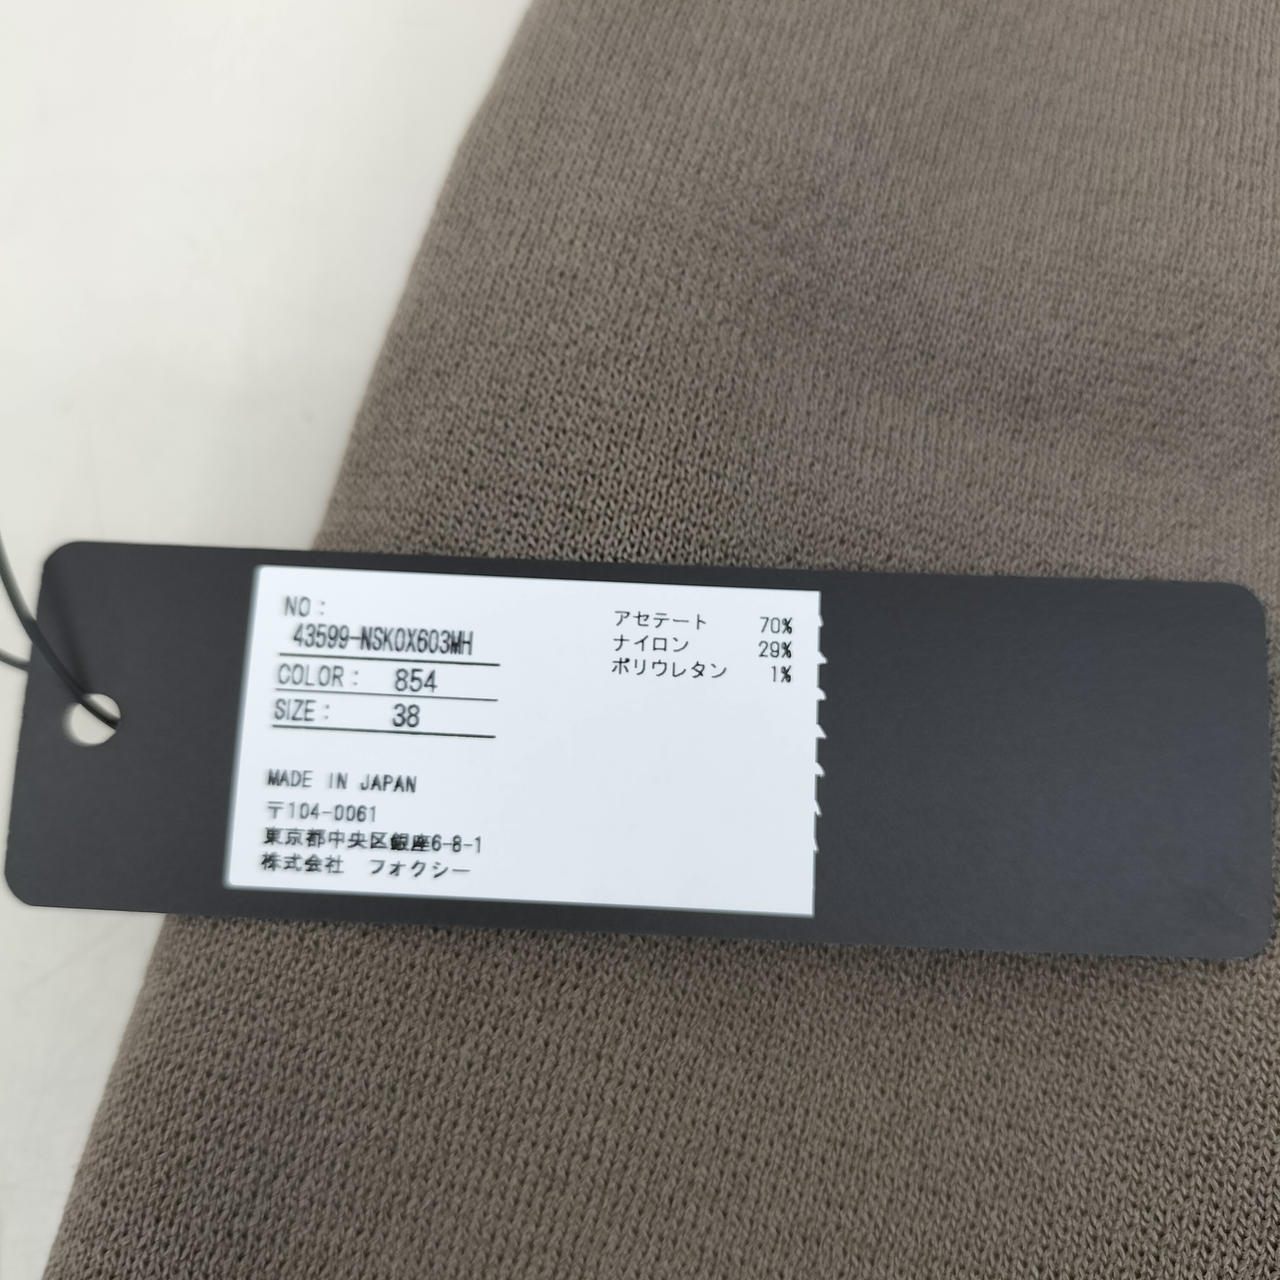 NO:
43599-NSKOX603MH
COLOR: 854
SIZE: 38
アセテート 70%
ナイロン 29%
ポリウレタン 1%
MADE IN JAPAN
〒104-0061
東京都中央区銀座6-8-1
株式会社 フォクシー